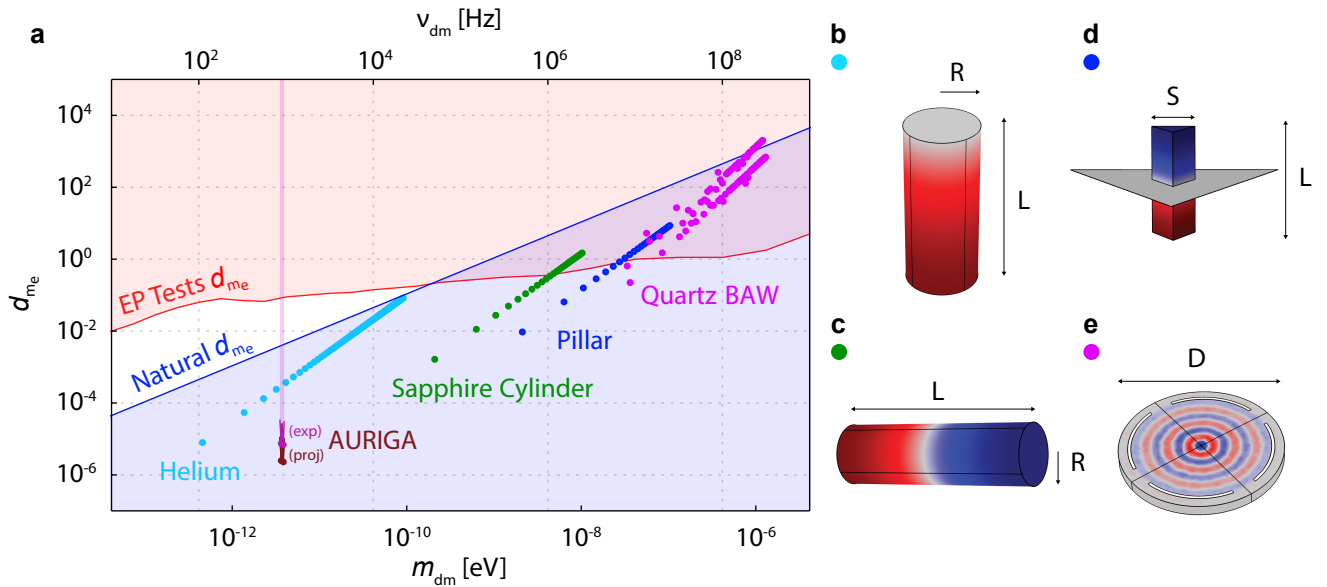 a
ν_dm [Hz]
10^2 10^4 10^6 10^8
10^4
10^2
10^0
10^-2
10^-4
10^-6
d_me
EP Tests d_me
Natural d_me
Helium
(exp)
(proj)
AURIGA
Sapphire Cylinder
Pillar
Quartz BAW
10^-12 10^-10 10^-8 10^-6
m_dm [eV]
b
R
L
c
L
R
d
S
L
e
D